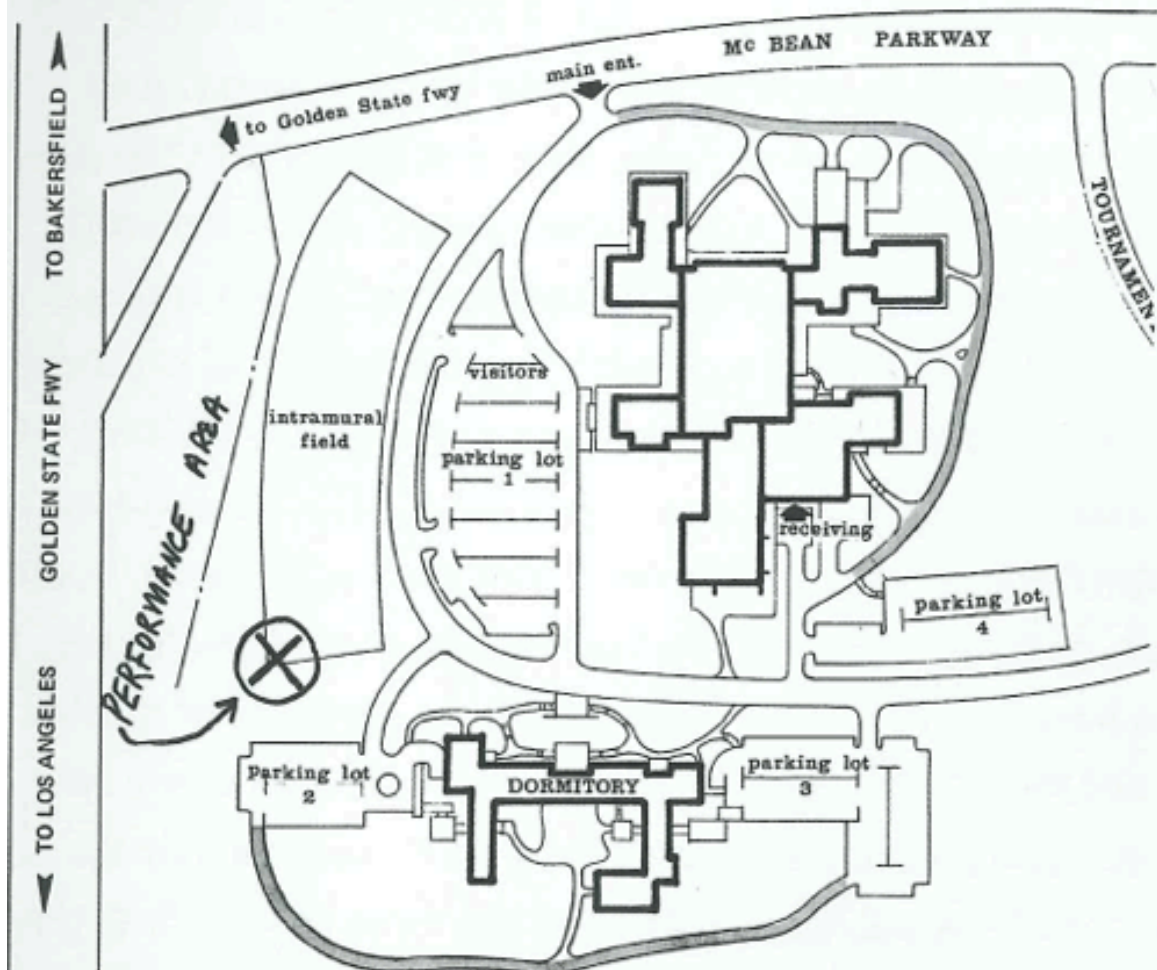 Mc BEAN PARKWAY
main ent.
to Golden State fwy
TO BAKERSFIELD
TOURNAMENT
GOLDEN STATE FWY
visitors
intramural
field
PERFORMANCE AREA
parking lot
1
receiving
parking lot
4
TO LOS ANGELES
parking lot
2
DORMITORY
parking lot
3